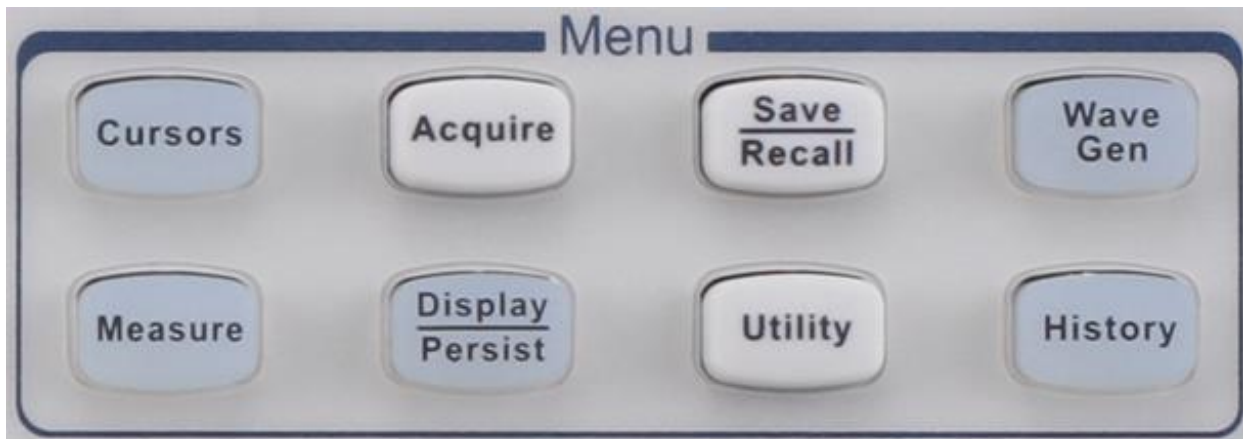 Menu
Cursors
Acquire
Save
Recall
Wave
Gen
Measure
Display
Persist
Utility
History